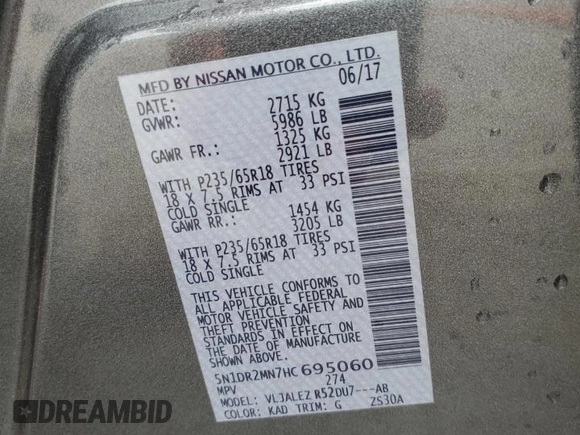 MFD BY NISSAN MOTOR CO., LTD.
DATE: 06/17
GVWR: 2715 KG
5986 LB
GAWR FR.: 1325 KG
2921 LB
WITH P235/65R18 TIRES
18 X 7.5 RIMS AT 33 PSI
COLD SINGLE
GAWR RR.: 1454 KG
3205 LB
WITH P235/65R18 TIRES
18 X 7.5 RIMS AT 33 PSI
COLD SINGLE
THIS VEHICLE CONFORMS TO
ALL APPLICABLE FEDERAL
MOTOR VEHICLE SAFETY AND
THEFT PREVENTION
STANDARDS IN EFFECT ON
THE DATE OF MANUFACTURE
SHOWN ABOVE.
5N1DR2MN7HC695060
MPV 274
MODEL: VLJALEZ R52DU7---AB
COLOR: KAD TRIM: G ZS30A
DREAMBID